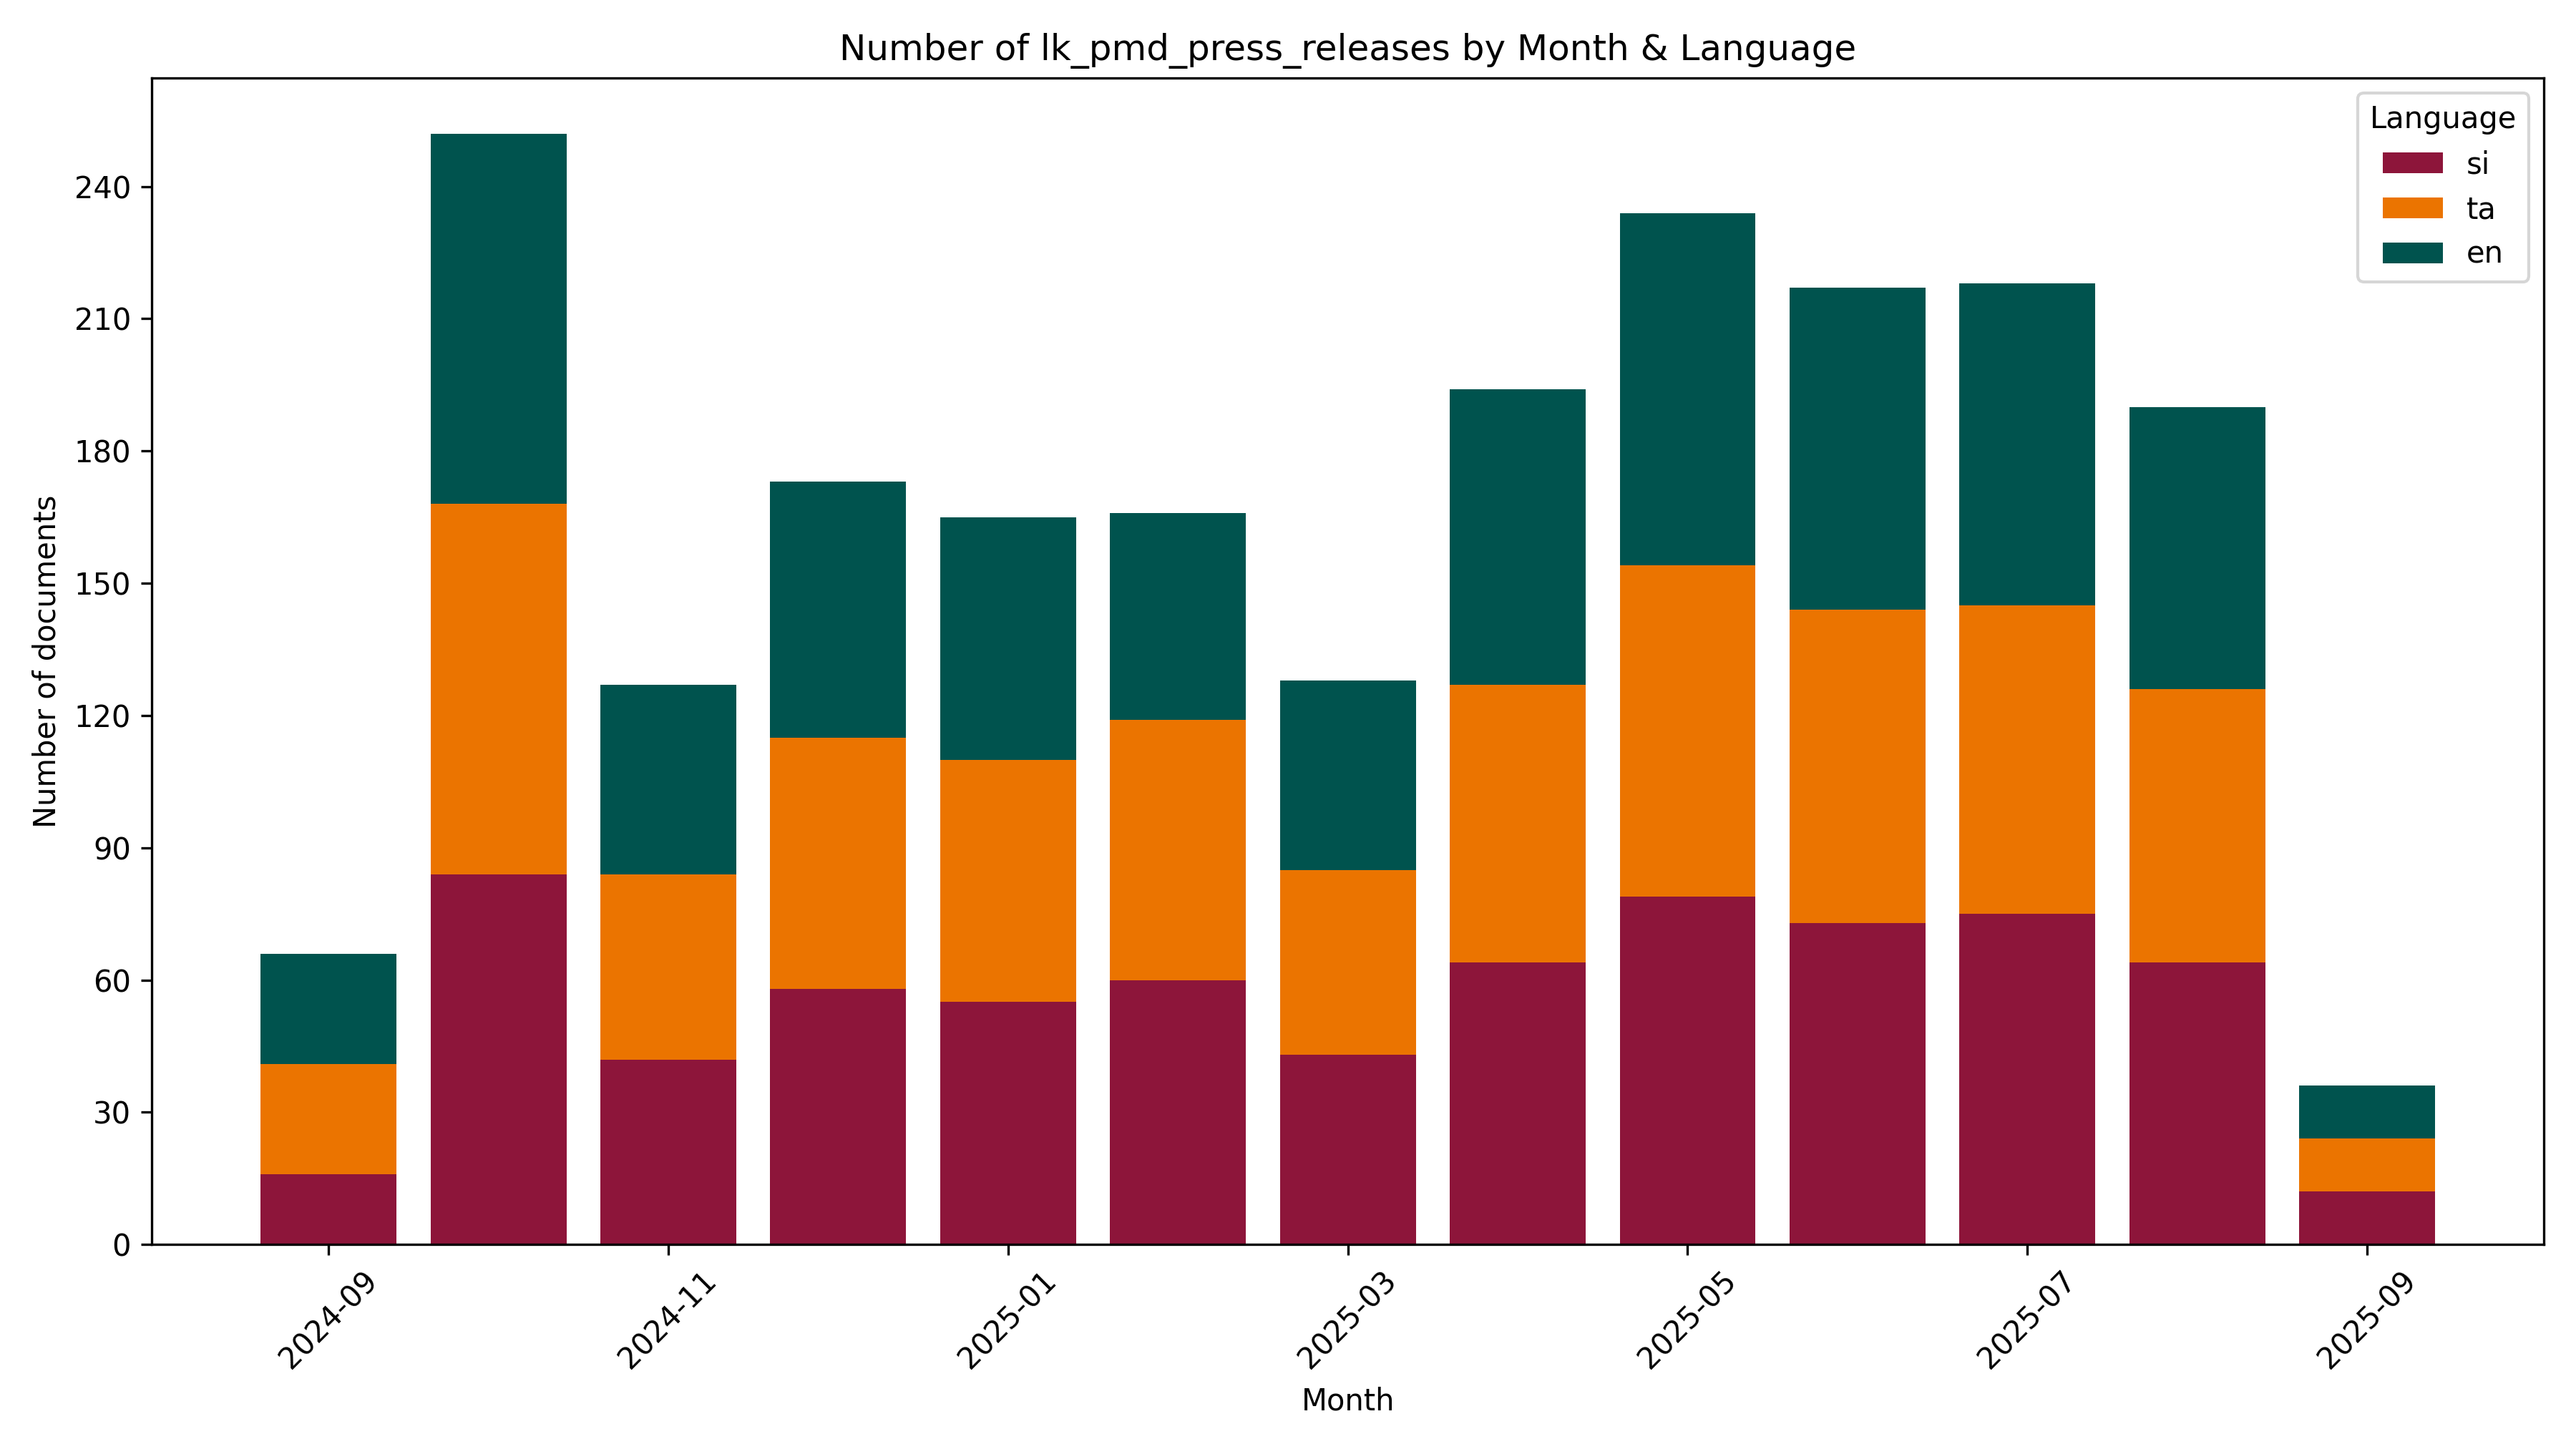 Number of lk_pmd_press_releases by Month & Language
Language
si
ta
en
Number of documents
240
210
180
150
120
90
60
30
0
2024-09
2024-11
2025-01
2025-03
2025-05
2025-07
2025-09
Month